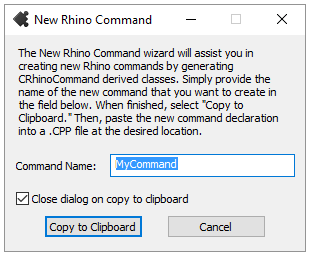 New Rhino Command
The New Rhino Command wizard will assist you in
creating new Rhino commands by generating
CRhinoCommand derived classes. Simply provide the
name of the new command that you want to create in
the field below. When finished, select "Copy to
Clipboard." Then, paste the new command declaration
into a .CPP file at the desired location.
Command Name: MyCommand
Close dialog on copy to clipboard
Copy to Clipboard Cancel